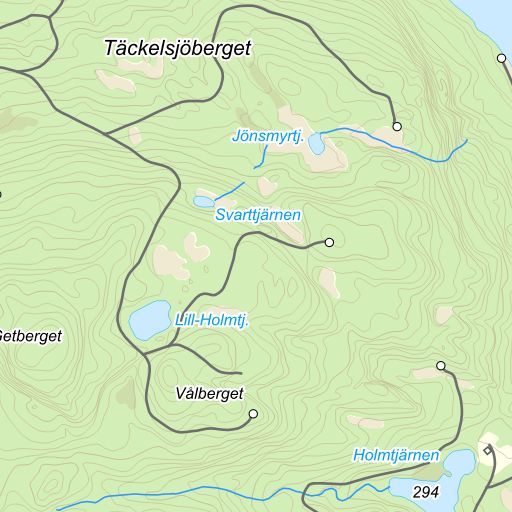 Täckelsjöberget
Jönsmyrtj.
Svarttjärnen
Lill-Holmtj.
Getberget
Vålberget
Holmtjärnen
294